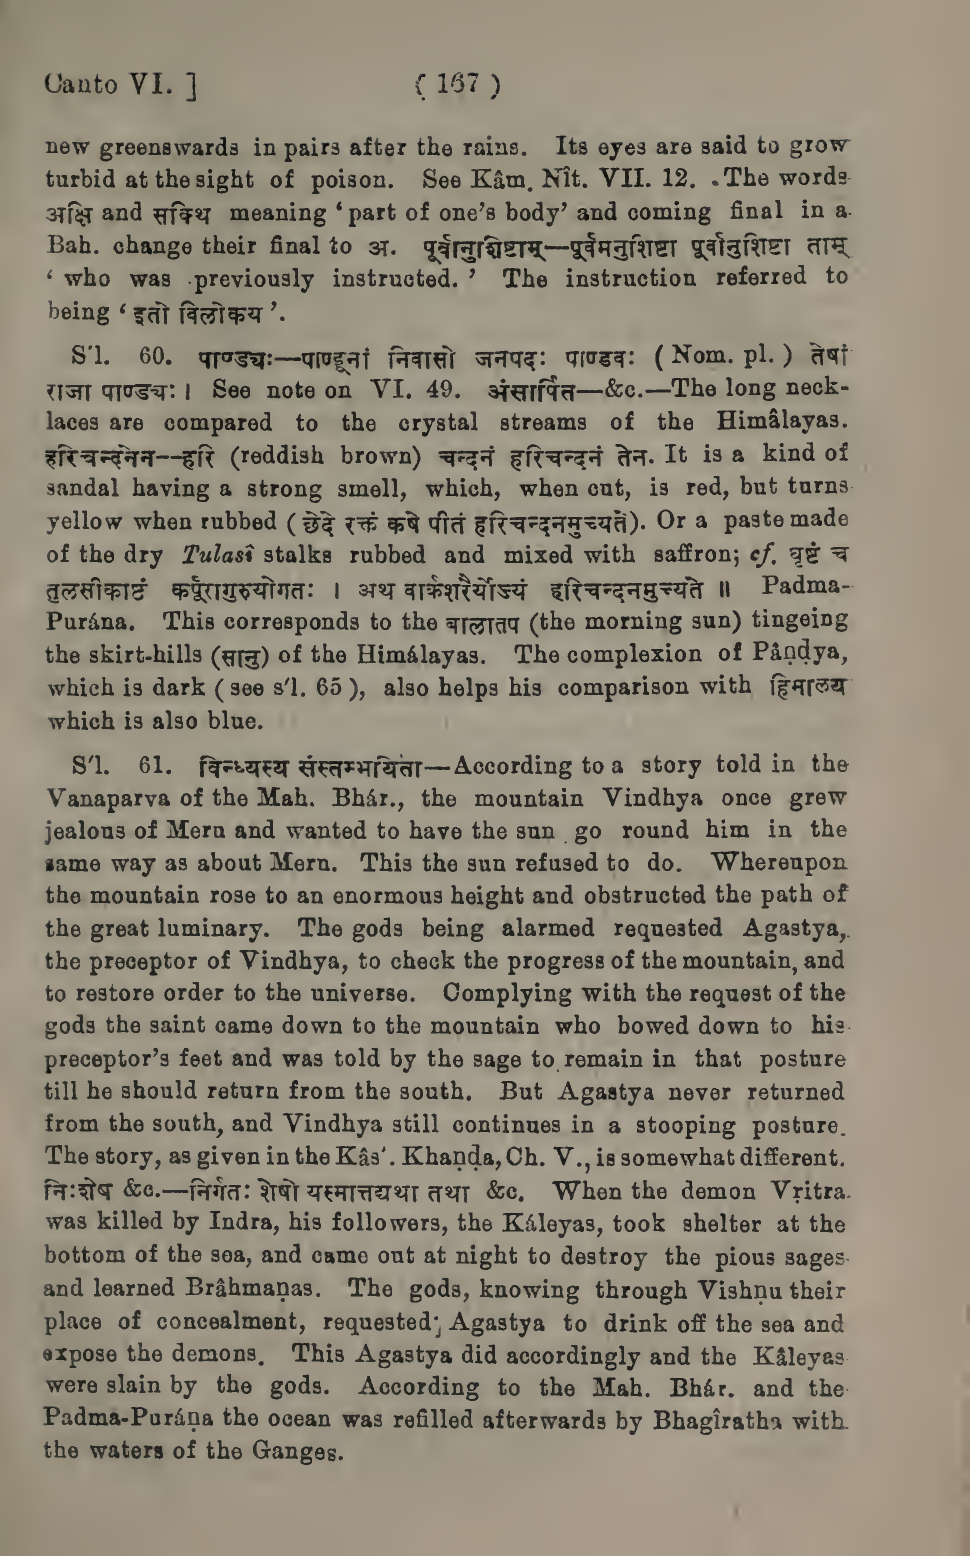 Canto VI. ] ( 167 )
new greenswards in pairs after the rains. Its eyes are said to grow
turbid at the sight of poison. See Kâm. Nît. VII. 12. The words
अक्षि and सक्थि meaning ‘part of one’s body’ and coming final in a
Bah. change their final to अ. पूर्वानुशिष्टाम्—पूर्वमनुशिष्टा पूर्वानुशिष्टा ताम्
‘ who was previously instructed. ’ The instruction referred to
being ‘ इतो विलोकय ’.
S'l. 60. पाण्ड्यः—पाण्डूनां निवासो जनपदः पाण्डवः ( Nom. pl. ) तेषां
राजा पाण्ड्यः। See note on VI. 49. अंसार्पित—&c.—The long neck-
laces are compared to the crystal streams of the Himâlayas.
हरिचन्दनेन--हरि (reddish brown) चन्दनं हरिचन्दनं तेन. It is a kind of
sandal having a strong smell, which, when cut, is red, but turns
yellow when rubbed ( छेदे रक्तं कषे पीतं हरिचन्दनमुच्यते). Or a paste made
of the dry Tulasî stalks rubbed and mixed with saffron; cf. घृष्टं च
तुलसीकाष्ठं कर्पूरागुरुयोगतः । अथ वा केशरैर्योज्यं हरिचन्दनमुच्यते ॥ Padma-
Purána. This corresponds to the बालातप (the morning sun) tingeing
the skirt-hills (सानु) of the Himálayas. The complexion of Pâṇḍya,
which is dark ( see s'l. 65 ), also helps his comparison with हिमालय
which is also blue.
S'l. 61. विन्ध्यस्य संस्तम्भयिता—According to a story told in the
Vanaparva of the Mah. Bhár., the mountain Vindhya once grew
jealous of Meru and wanted to have the sun go round him in the
same way as about Mern. This the sun refused to do. Whereupon
the mountain rose to an enormous height and obstructed the path of
the great luminary. The gods being alarmed requested Agastya,
the preceptor of Vindhya, to check the progress of the mountain, and
to restore order to the universe. Complying with the request of the
gods the saint came down to the mountain who bowed down to his
preceptor’s feet and was told by the sage to remain in that posture
till he should return from the south. But Agastya never returned
from the south, and Vindhya still continues in a stooping posture.
The story, as given in the Kâs'. Khaṇḍa, Ch. V., is somewhat different.
निःशेष &c.—निर्गतः शेषो यस्मात्तद्यथा तथा &c. When the demon Vṛitra
was killed by Indra, his followers, the Káleyas, took shelter at the
bottom of the sea, and came out at night to destroy the pious sages
and learned Brâhmaṇas. The gods, knowing through Vishṇu their
place of concealment, requested; Agastya to drink off the sea and
expose the demons. This Agastya did accordingly and the Kâleyas
were slain by the gods. According to the Mah. Bhár. and the
Padma-Puráṇa the ocean was refilled afterwards by Bhagîratha with
the waters of the Ganges.